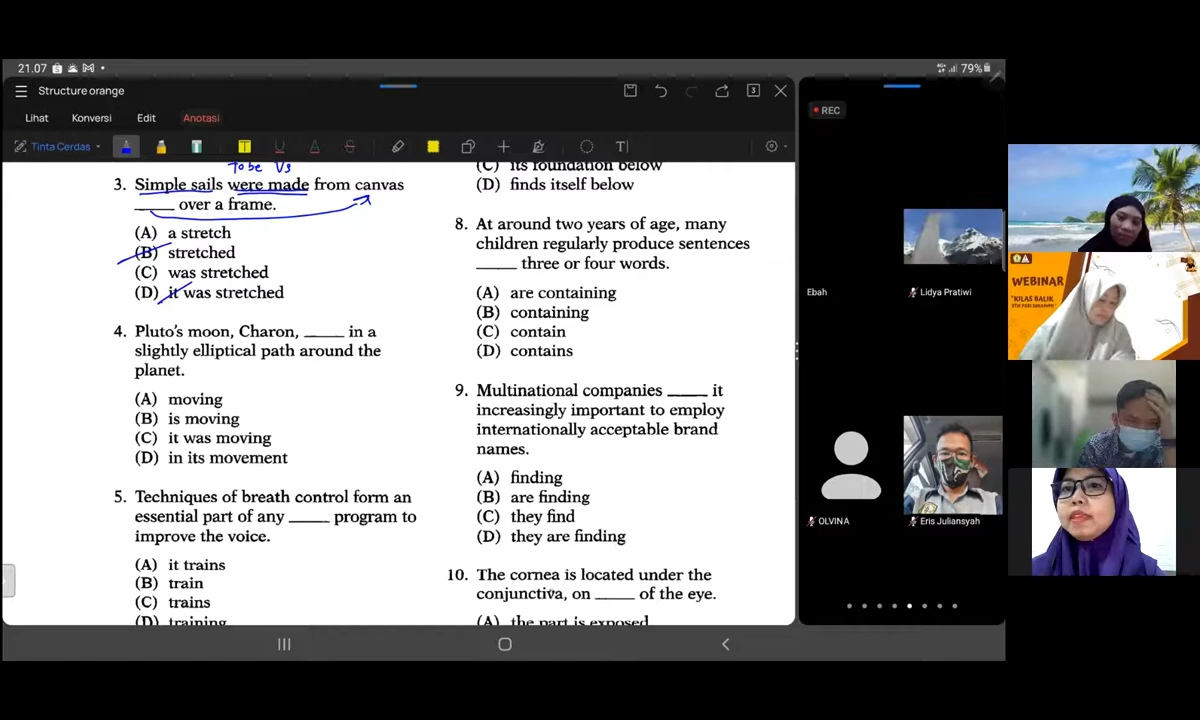 21.07
79%
Structure orange
3
Lihat
Konversi
Edit
Anotasi
Tinta Cerdas
To be V3
3. Simple sails were made from canvas
_____ over a frame.
(A) a stretch
(B) stretched
(C) was stretched
(D) it was stretched
4. Pluto's moon, Charon, _____ in a
slightly elliptical path around the
planet.
(A) moving
(B) is moving
(C) it was moving
(D) in its movement
5. Techniques of breath control form an
essential part of any _____ program to
improve the voice.
(A) it trains
(B) train
(C) trains
(D) training
(C) its foundation below
(D) finds itself below
8. At around two years of age, many
children regularly produce sentences
_____ three or four words.
(A) are containing
(B) containing
(C) contain
(D) contains
9. Multinational companies _____ it
increasingly important to employ
internationally acceptable brand
names.
(A) finding
(B) are finding
(C) they find
(D) they are finding
10. The cornea is located under the
conjunctiva, on _____ of the eye.
(A) the part is exposed
REC
Ebah
Lidya Pratiwi
OLVINA
Eris Juliansyah
WEBINAR
"KILAS BALIK